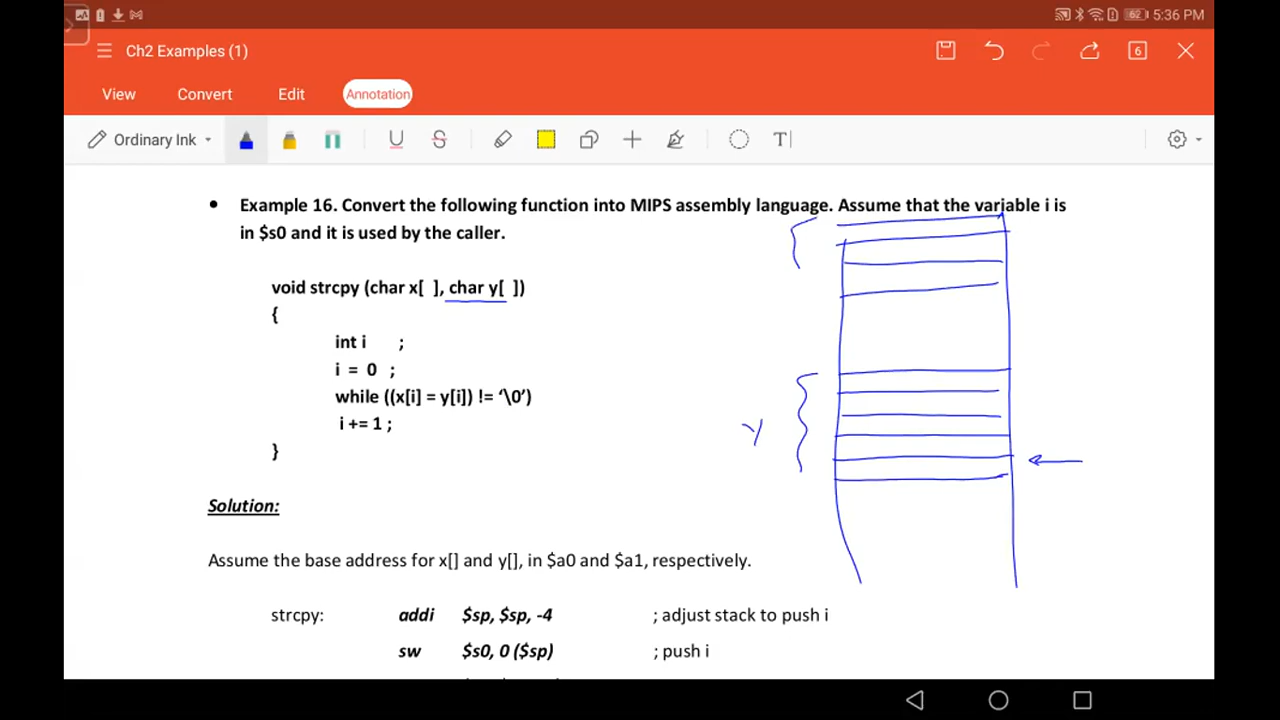 5:36 PM
62
Ch2 Examples (1)
6
View Convert Edit Annotation
Ordinary Ink
T
• Example 16. Convert the following function into MIPS assembly language. Assume that the variable i is
in $s0 and it is used by the caller.
void strcpy (char x[ ], char y[ ])
{
int i ;
i = 0 ;
while ((x[i] = y[i]) != ‘\0’)
i += 1 ;
}
y
Solution:
Assume the base address for x[] and y[], in $a0 and $a1, respectively.
strcpy: addi $sp, $sp, -4 ; adjust stack to push i
sw $s0, 0 ($sp) ; push i